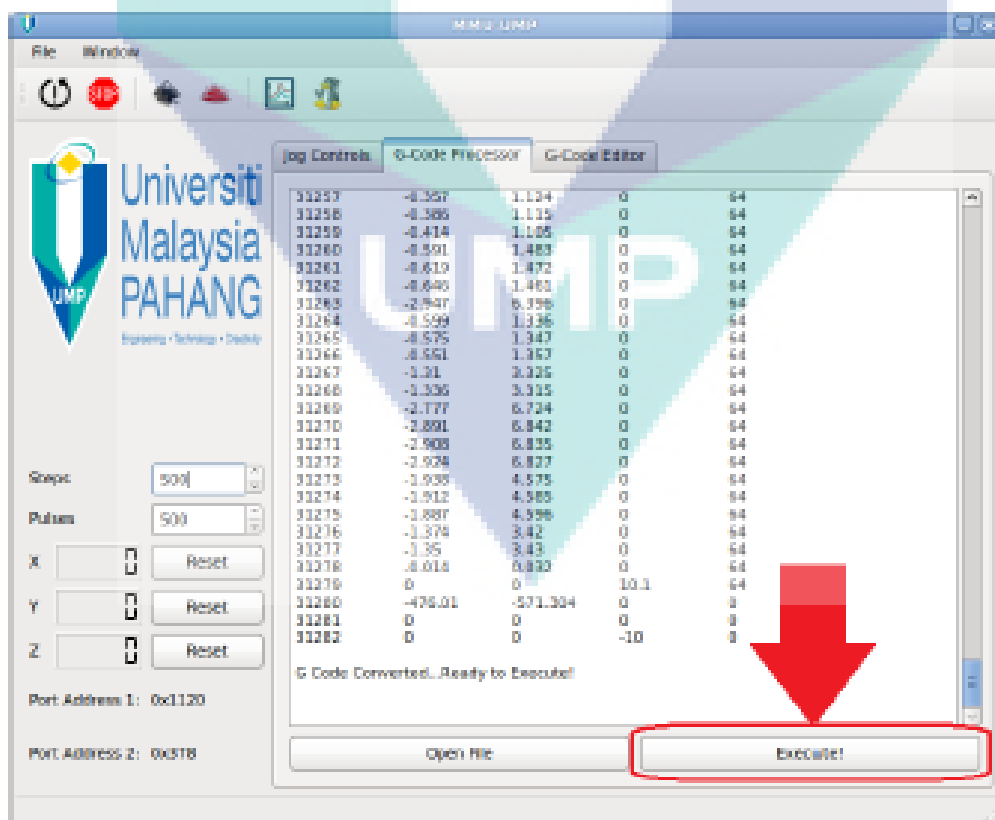 MMU-UMP
File Window
STOP
Jog Controls G-Code Processor G-Code Editor
Universiti
Malaysia
PAHANG
Engineering • Technology • Creativity
UMP
UMP
31257 -0.357 1.124 0 64
31258 -0.386 1.115 0 64
31259 -0.414 1.105 0 64
31260 -0.591 1.483 0 64
31261 -0.619 1.472 0 64
31262 -0.646 1.461 0 64
31263 -2.947 6.396 0 64
31264 -0.599 1.336 0 64
31265 -0.575 1.347 0 64
31266 -0.551 1.357 0 64
31267 -1.31 3.325 0 64
31268 -1.336 3.315 0 64
31269 -2.777 6.734 0 64
31270 -2.891 6.842 0 64
31271 -2.908 6.835 0 64
31272 -2.924 6.827 0 64
31273 -1.938 4.575 0 64
31274 -1.912 4.585 0 64
31275 -1.887 4.596 0 64
31276 -1.374 3.42 0 64
31277 -1.35 3.43 0 64
31278 -0.014 0.032 0 64
31279 0 0 10.1 64
31280 -476.01 -571.304 0 0
31281 0 0 0 0
31282 0 0 -10 0
G Code Converted...Ready to Execute!
Steps 500
Pulses 500
X 0 Reset
Y 0 Reset
Z 0 Reset
Port Address 1: 0x1120
Port Address 2: 0x378
Open File Execute!